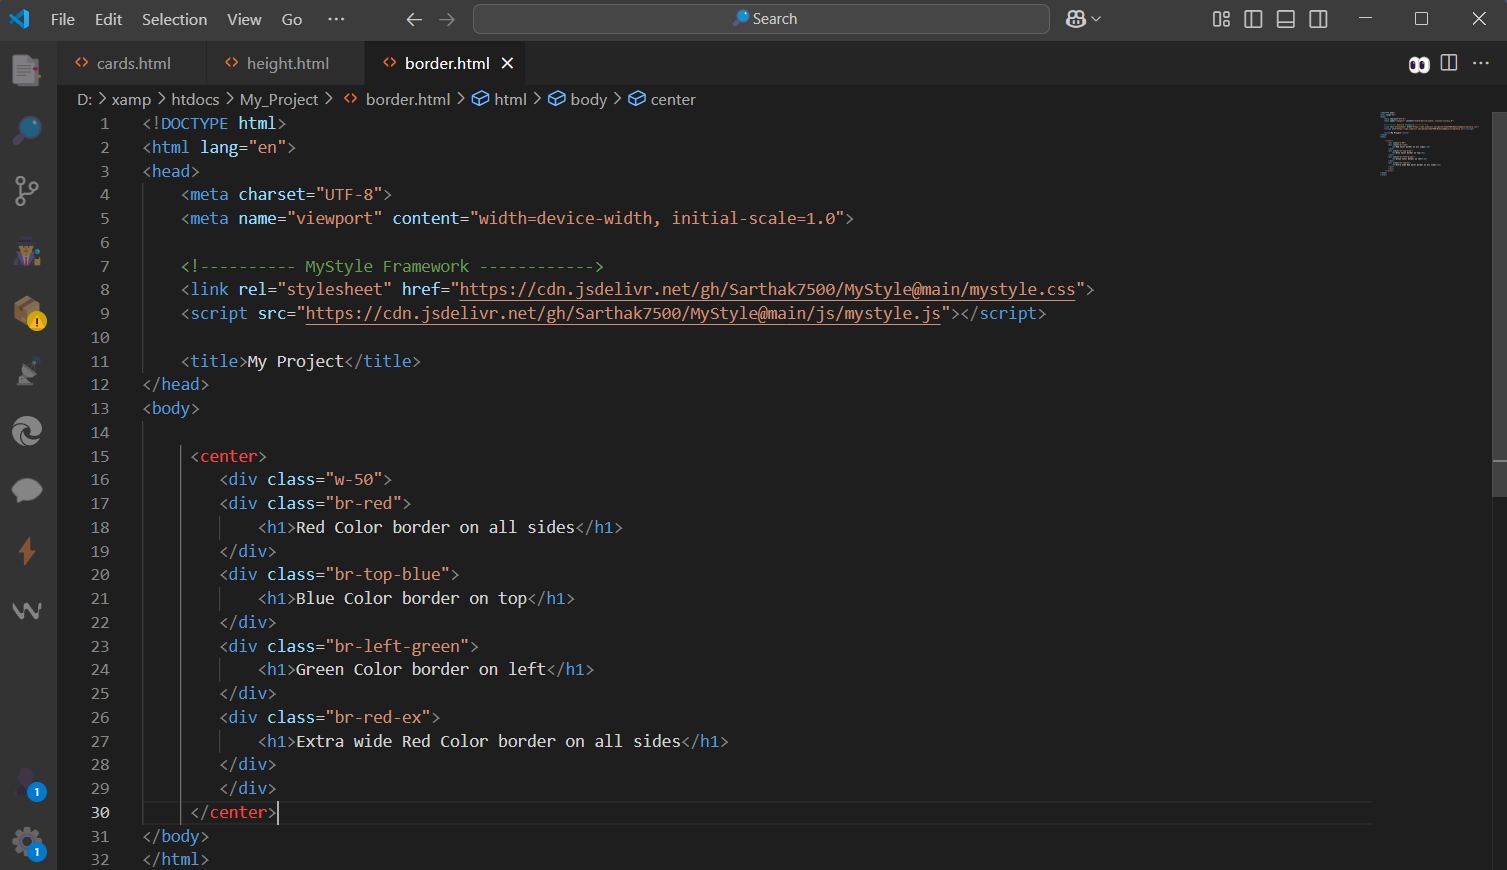 File Edit Selection View Go ··· Search
cards.html height.html border.html
D: > xamp > htdocs > My_Project > border.html > html > body > center
1 <!DOCTYPE html>
2 <html lang="en">
3 <head>
4 <meta charset="UTF-8">
5 <meta name="viewport" content="width=device-width, initial-scale=1.0">
6
7 <!---------- MyStyle Framework ------------>
8 <link rel="stylesheet" href="https://cdn.jsdelivr.net/gh/Sarthak7500/MyStyle@main/mystyle.css">
9 <script src="https://cdn.jsdelivr.net/gh/Sarthak7500/MyStyle@main/js/mystyle.js"></script>
10
11 <title>My Project</title>
12 </head>
13 <body>
14
15 <center>
16 <div class="w-50">
17 <div class="br-red">
18 <h1>Red Color border on all sides</h1>
19 </div>
20 <div class="br-top-blue">
21 <h1>Blue Color border on top</h1>
22 </div>
23 <div class="br-left-green">
24 <h1>Green Color border on left</h1>
25 </div>
26 <div class="br-red-ex">
27 <h1>Extra wide Red Color border on all sides</h1>
28 </div>
29 </div>
1
30 </center>
31 </body>
1
32 </html>